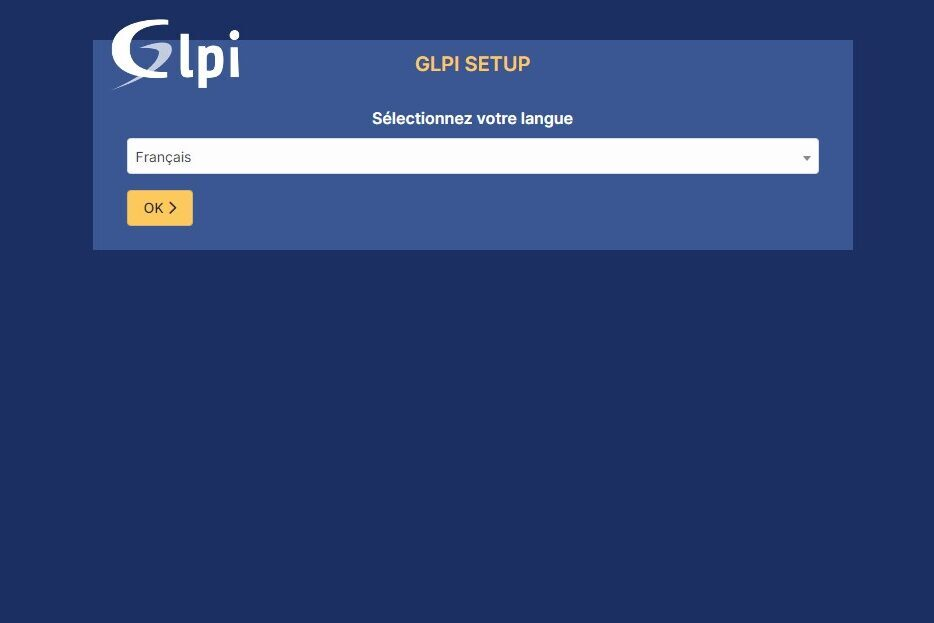 Glpi
GLPI SETUP
Sélectionnez votre langue
Français
OK